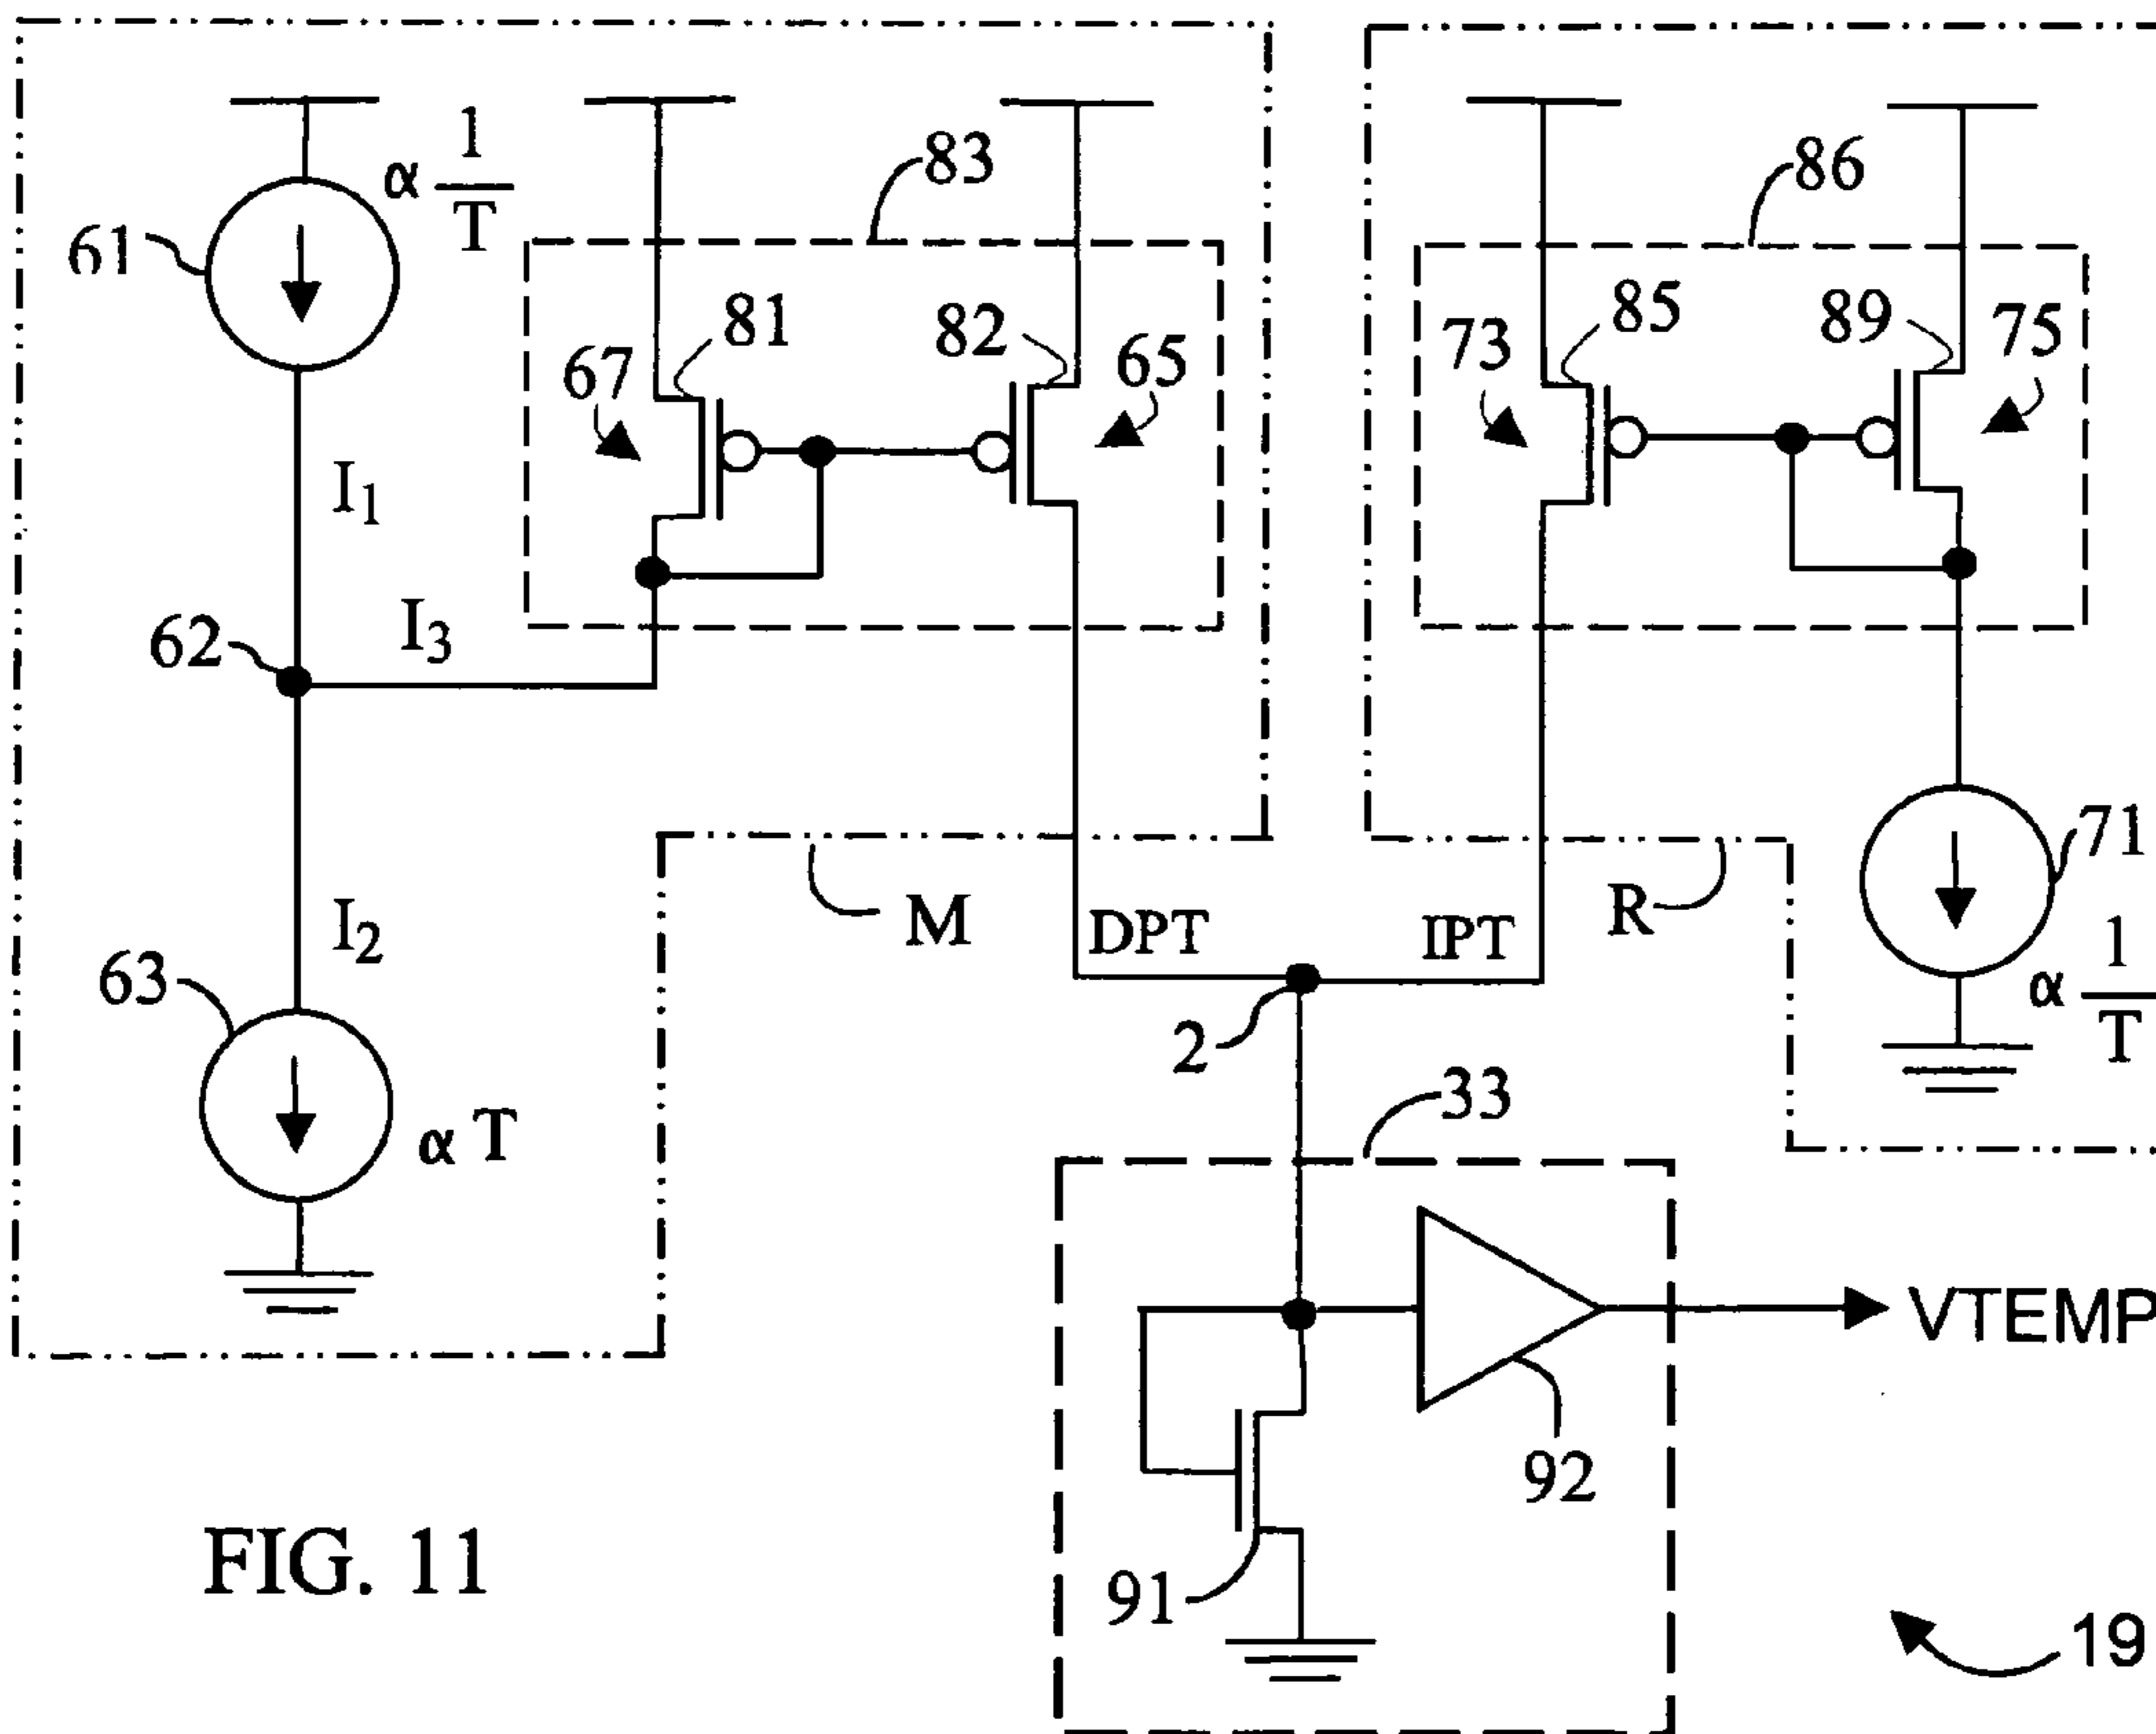 α 1/T
61
83
86
81
82
85
89
67
65
73
75
I₁
62
I₃
71
M
DPT
IPT
R
I₂
63
α 1/T
2
33
α T
VTEMP
92
FIG. 11
91
19